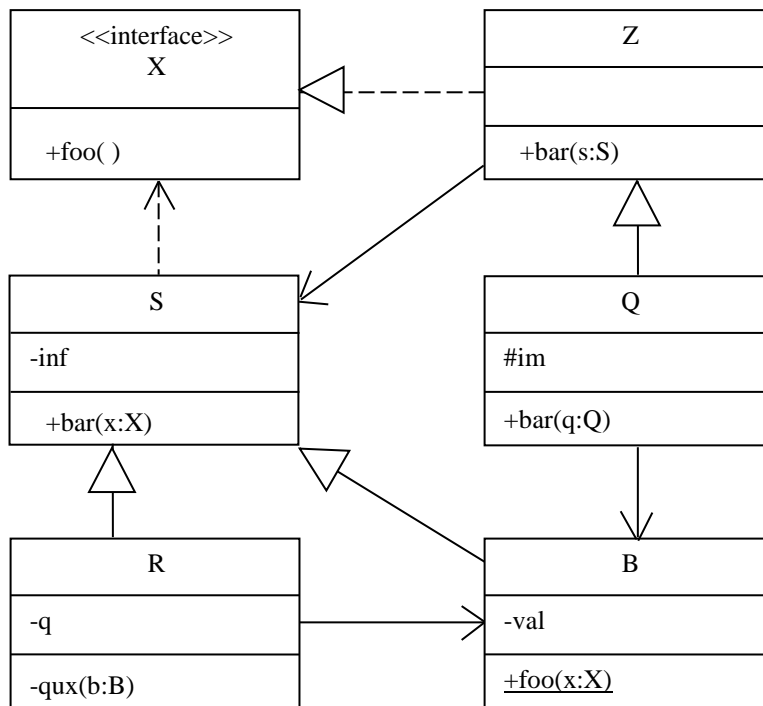 <<interface>>
X
+foo( )
Z
+bar(s:S)
S
-inf
+bar(x:X)
Q
#im
+bar(q:Q)
R
-q
-qux(b:B)
B
-val
+foo(x:X)